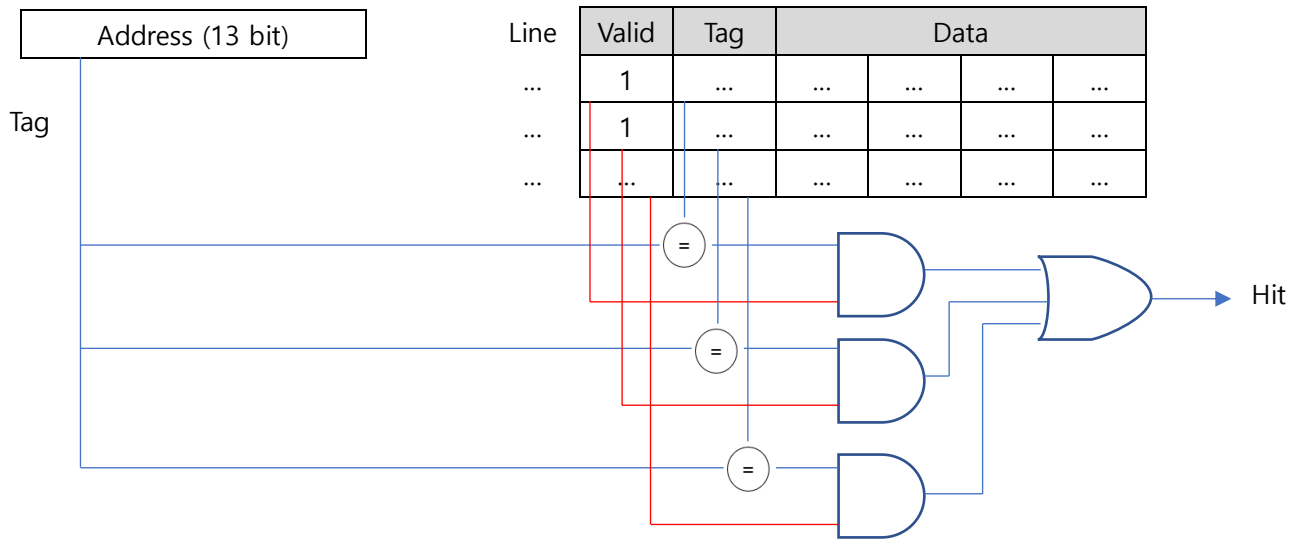 Address (13 bit)
Line Valid Tag Data
... 1 ... ... ... ... ...
Tag
... 1 ... ... ... ... ...
... ... ... ... ... ... ...
=
Hit
=
=